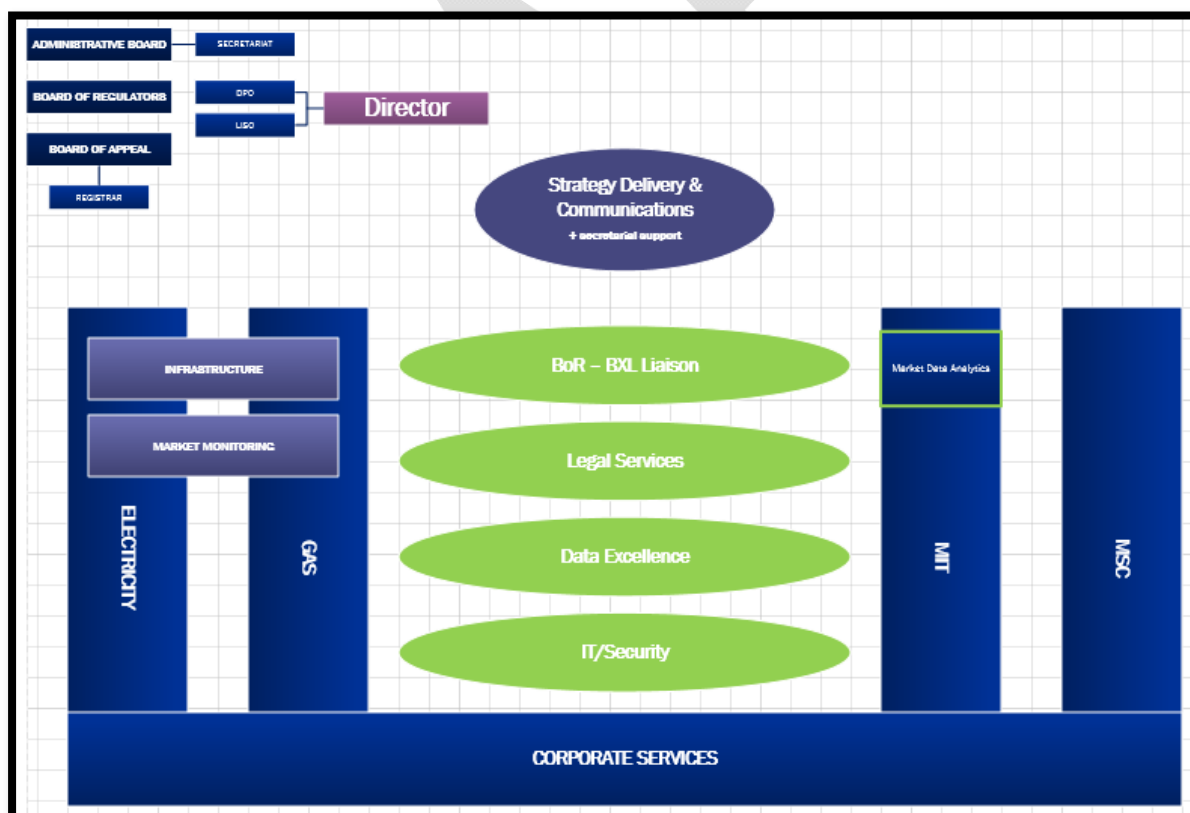 ADMINISTRATIVE BOARD
SECRETARIAT
BOARD OF REGULATORS
DPO
LISO
Director
BOARD OF APPEAL
REGISTRAR
Strategy Delivery &
Communications
+ secretarial support
INFRASTRUCTURE
MARKET MONITORING
ELECTRICITY
GAS
BoR – BXL Liaison
Legal Services
Data Excellence
IT/Security
Market Data Analytics
MIT
MSC
CORPORATE SERVICES